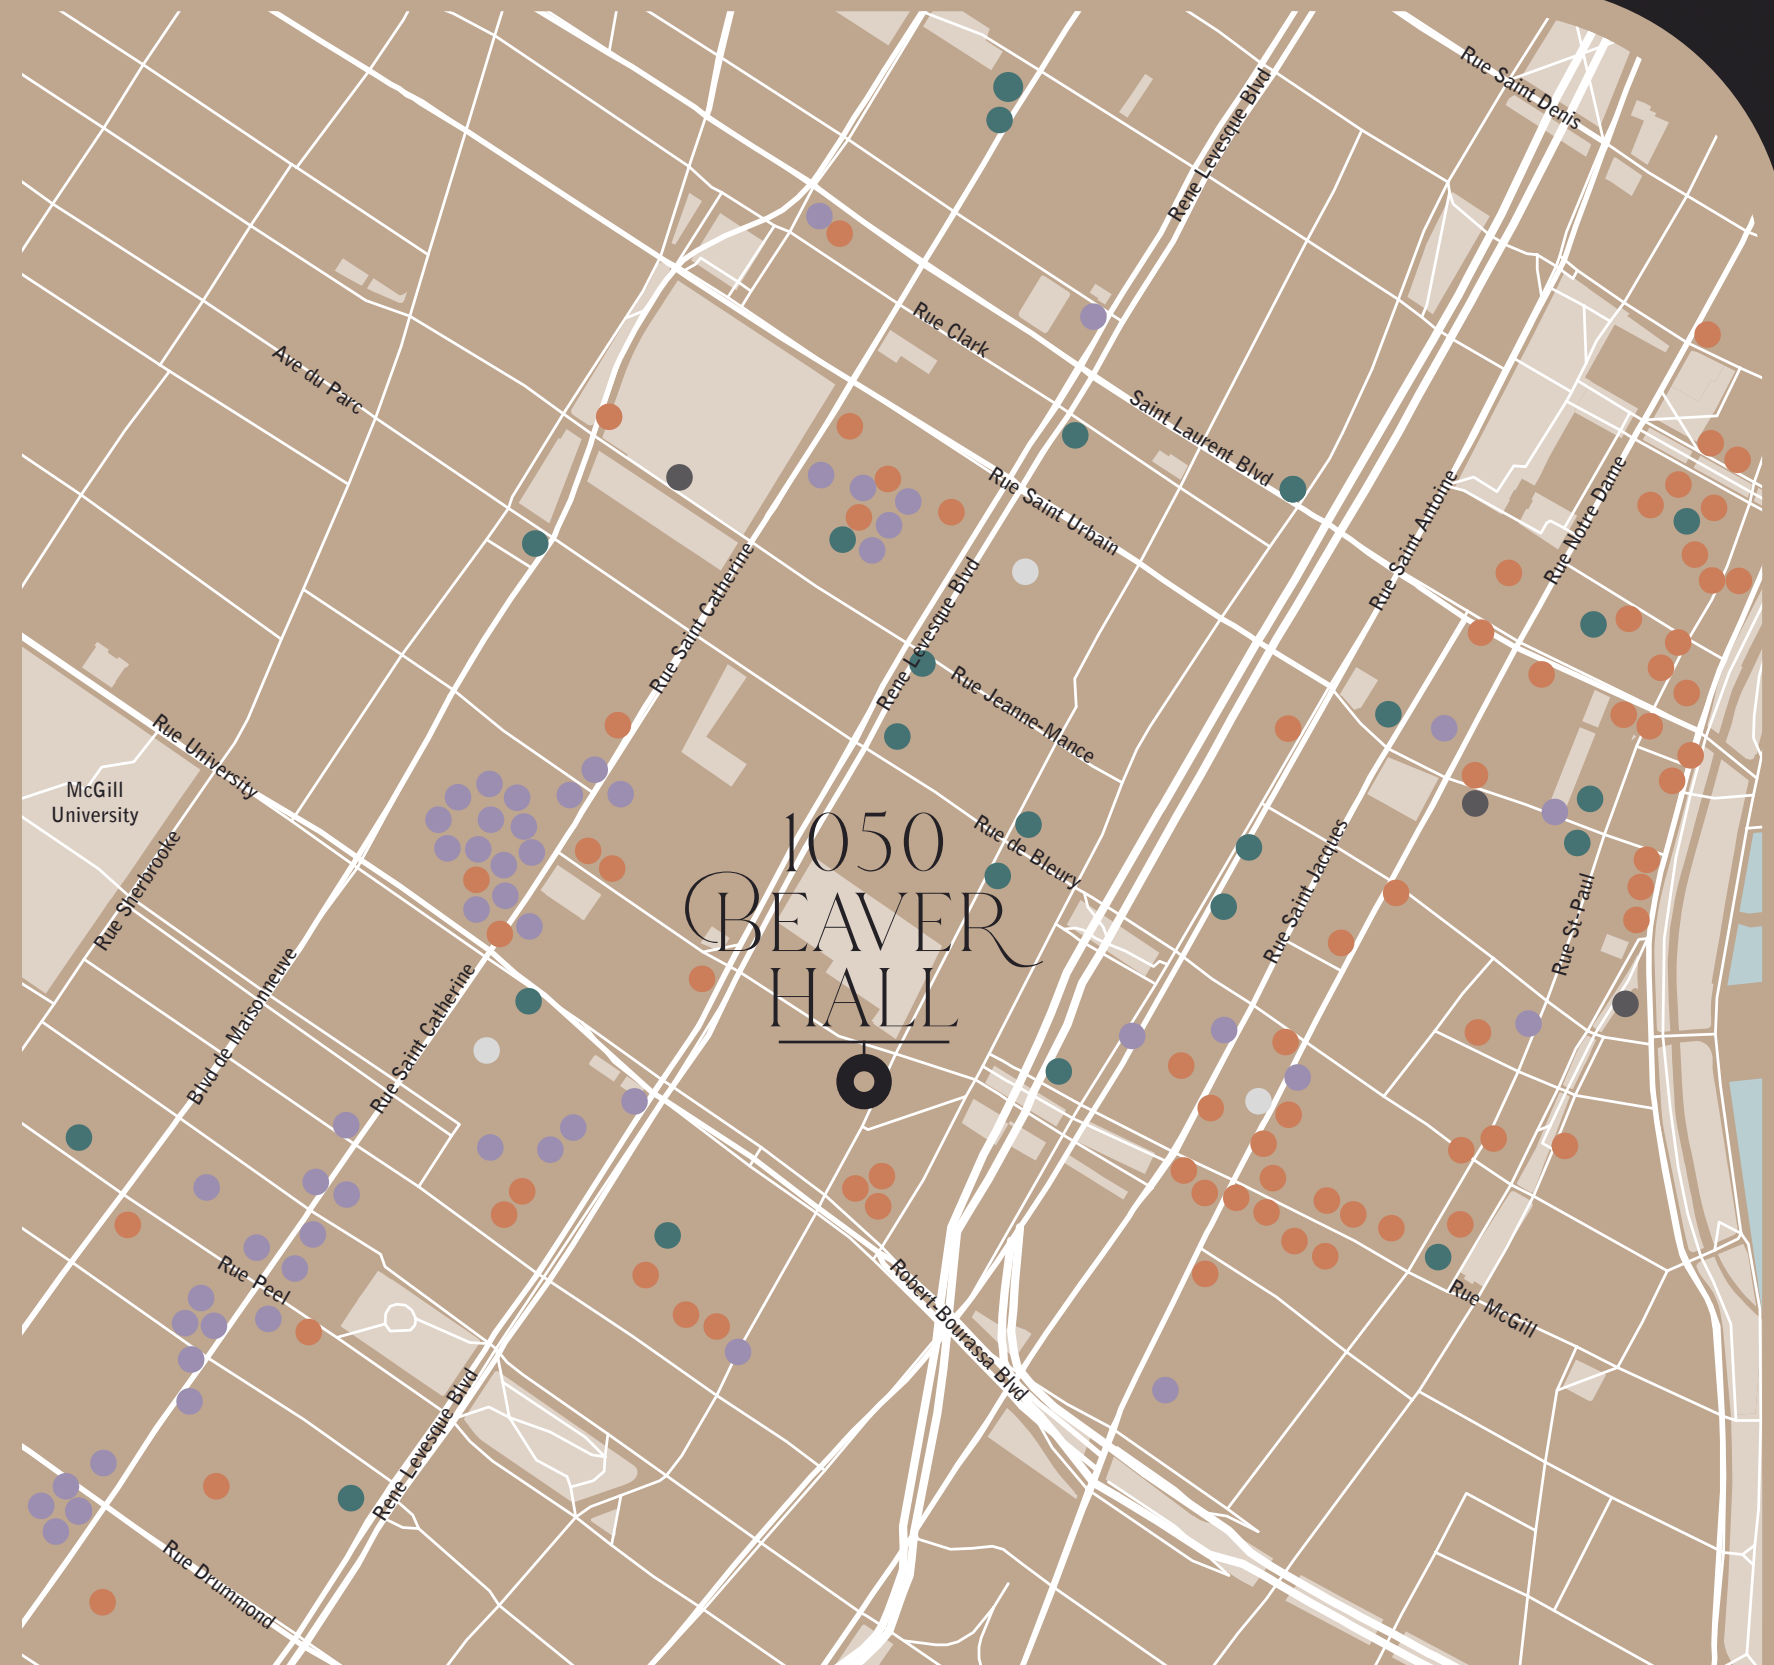 Rue Saint Denis
Rene Levesque Blvd
Rue Clark
Ave du Parc
Saint Laurent Blvd
Rue Saint Urbain
Rue Saint Antoine
Rue Notre Dame
Rue Saint Catherine
Rene Levesque Blvd
Rue Jeanne-Mance
Rue University
McGill
University
Rue Sherbrooke
1050
BEAVER
HALL
Rue de Bleury
Rue Saint Jacques
Rue St-Paul
Blvd de Maisonneuve
Rue Saint Catherine
Rue Peel
Robert-Bourassa Blvd
Rue McGill
Rene Levesque Blvd
Rue Drummond